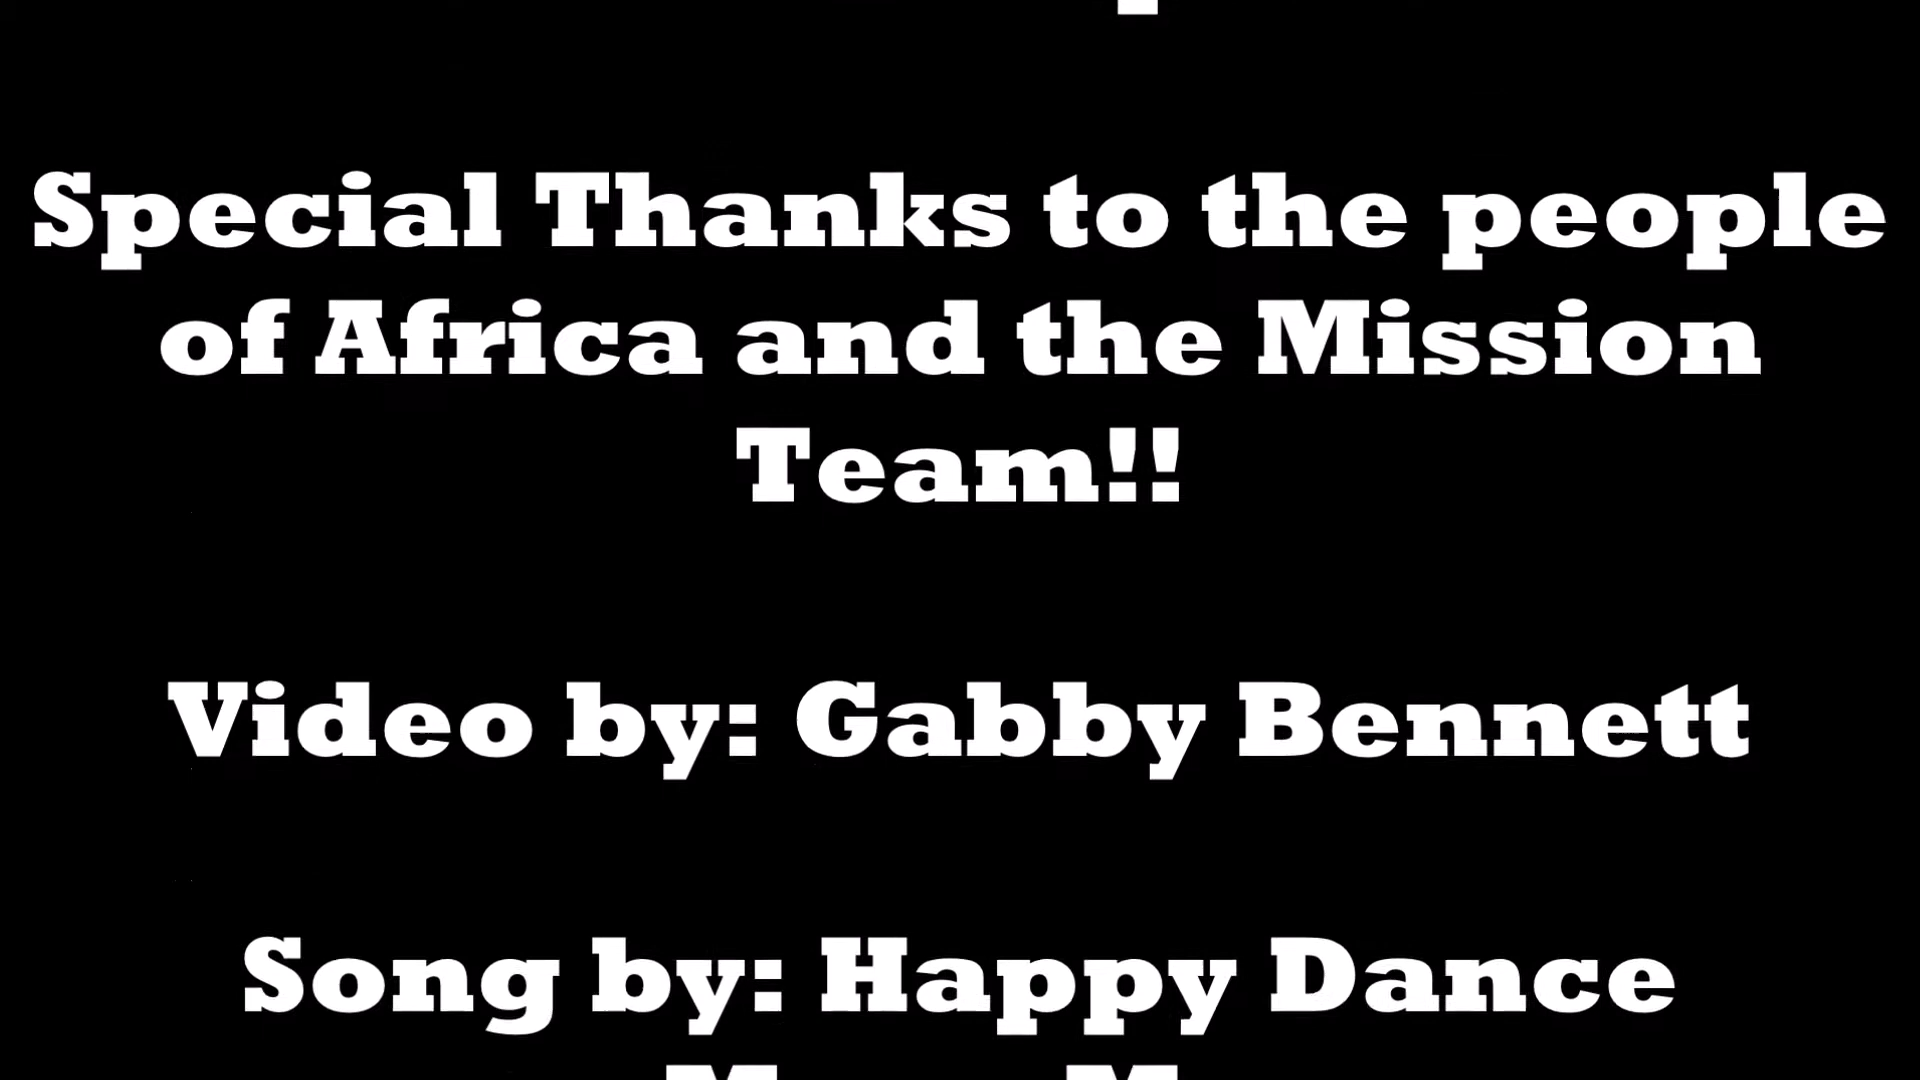 Special Thanks to the people
of Africa and the Mission
Team!!
Video by: Gabby Bennett
Song by: Happy Dance